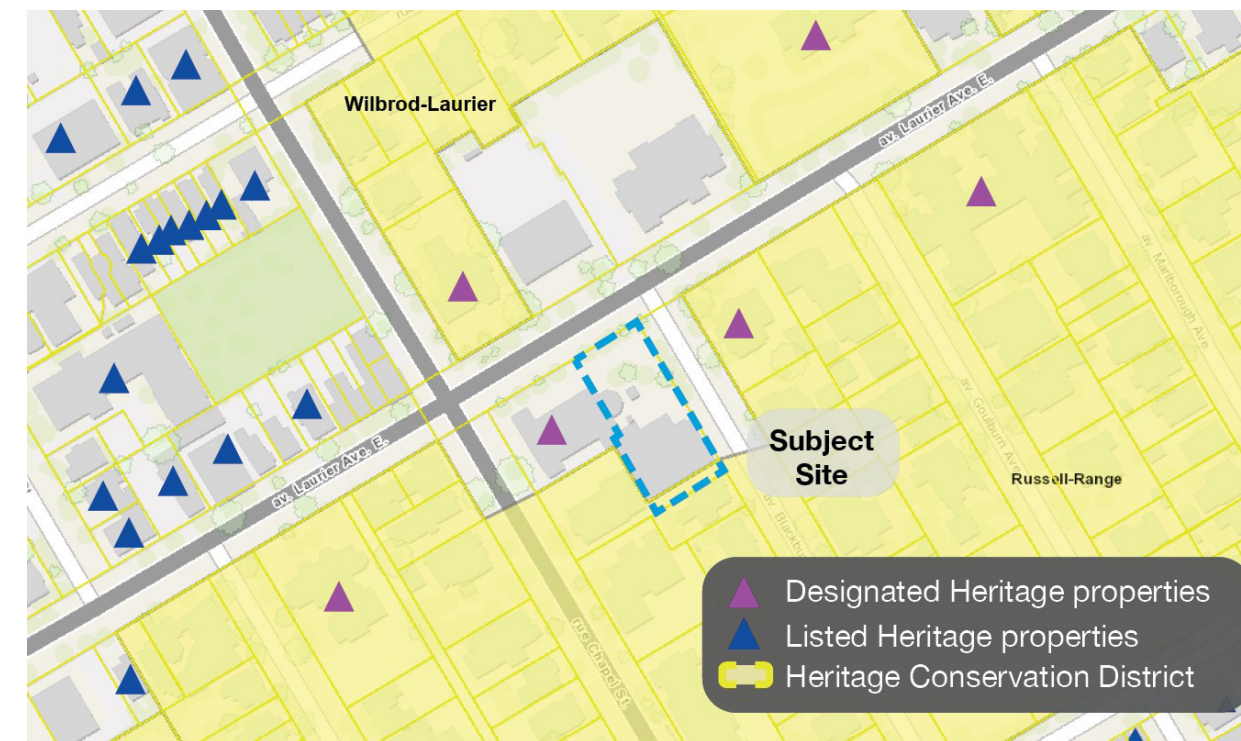 Wilbrod-Laurier
av. Laurier Ave. E.
av. Marlborough Ave.
Subject
Site
av. Goulburn Ave.
Russell-Range
av. Laurier Ave. E.
rue Chapel St.
Designated Heritage properties
Listed Heritage properties
Heritage Conservation District